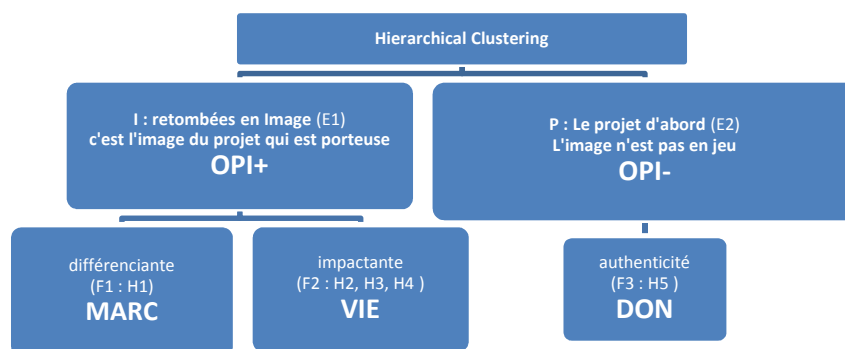 Hierarchical Clustering
I : retombées en Image (E1)
c'est l'image du projet qui est porteuse
OPI+
P : Le projet d'abord (E2)
L'image n'est pas en jeu
OPI-
différenciante
(F1 : H1)
MARC
impactante
(F2 : H2, H3, H4 )
VIE
authenticité
(F3 : H5 )
DON